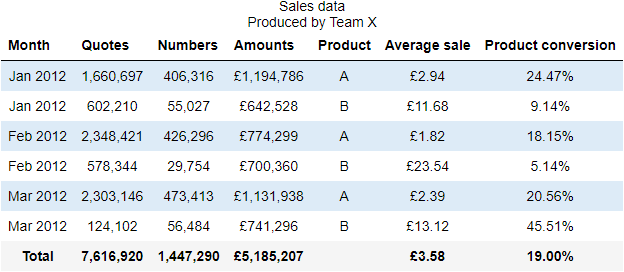 Sales data
Produced by Team X
Month Quotes Numbers Amounts Product Average sale Product conversion
Jan 2012 1,660,697 406,316 £1,194,786 A £2.94 24.47%
Jan 2012 602,210 55,027 £642,528 B £11.68 9.14%
Feb 2012 2,348,421 426,296 £774,299 A £1.82 18.15%
Feb 2012 578,344 29,754 £700,360 B £23.54 5.14%
Mar 2012 2,303,146 473,413 £1,131,938 A £2.39 20.56%
Mar 2012 124,102 56,484 £741,296 B £13.12 45.51%
Total 7,616,920 1,447,290 £5,185,207 £3.58 19.00%